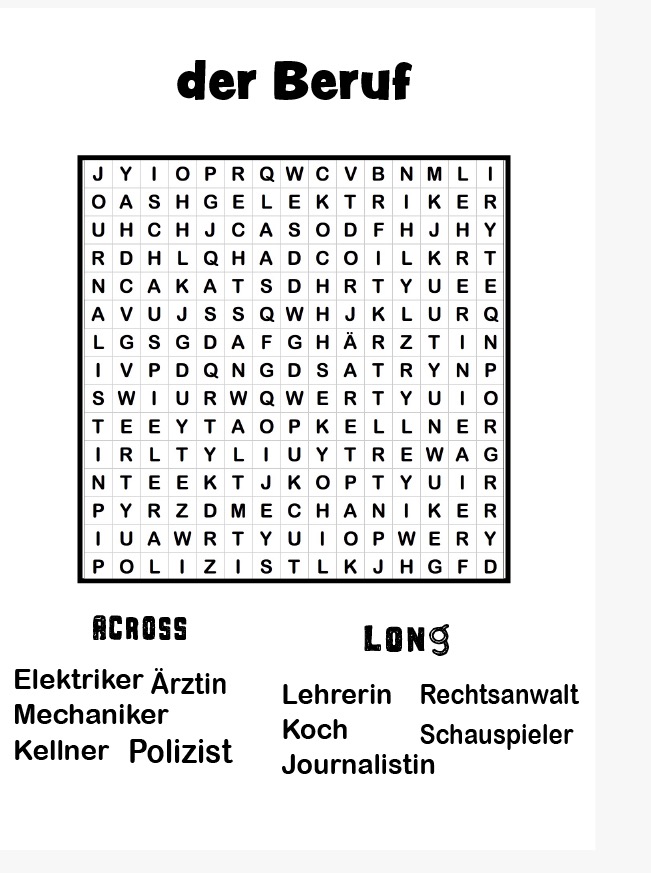 der Beruf
J Y I O P R Q W C V B N M L I
O A S H G E L E K T R I K E R
U H C H J C A S O D F H J H Y
R D H L Q H A D C O I L K R T
N C A K A T S D H R T Y U E E
A V U J S S Q W H J K L U R Q
L G S G D A F G H Ä R Z T I N
I V P D Q N G D S A T R Y N P
S W I U R W Q W E R T Y U I O
T E E Y T A O P K E L L N E R
I R L T Y L I U Y T R E W A G
N T E E K T J K O P T Y U I R
P Y R Z D M E C H A N I K E R
I U A W R T Y U I O P W E R Y
P O L I Z I S T L K J H G F D
ACROSS
Elektriker Ärztin
Mechaniker
Kellner Polizist
LONg
Lehrerin Rechtsanwalt
Koch Schauspieler
Journalistin